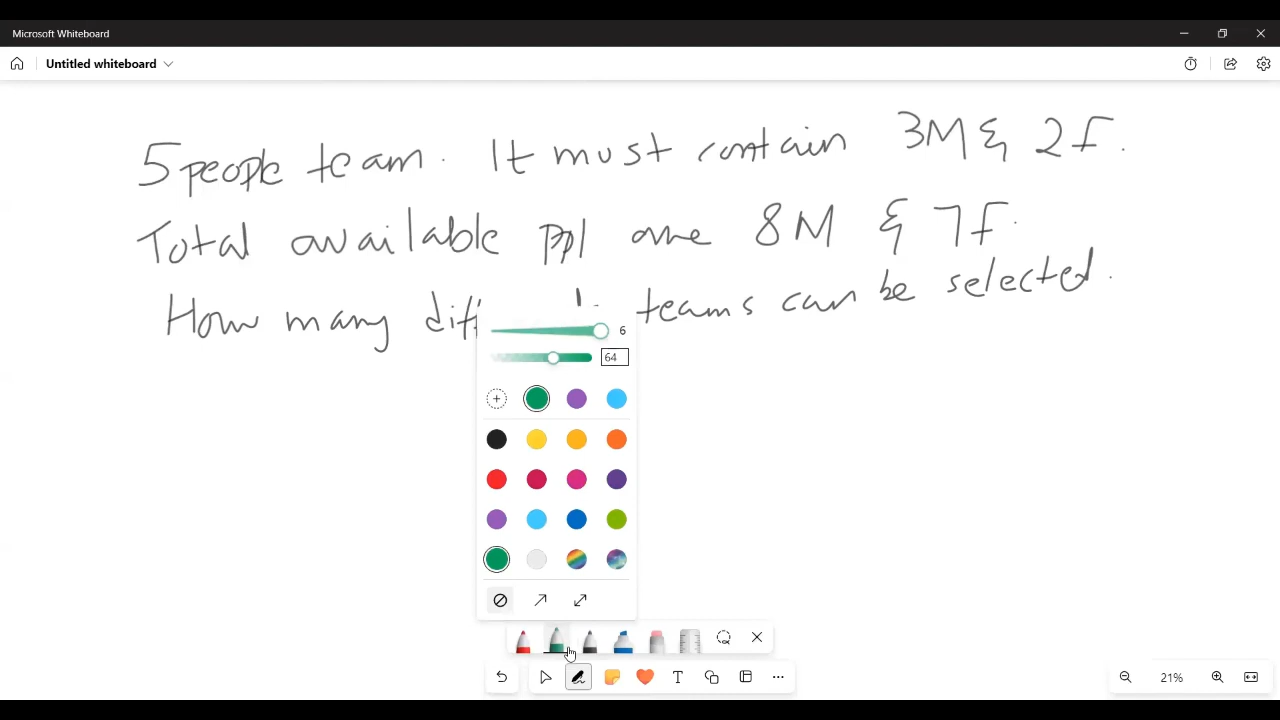 Microsoft Whiteboard
Untitled whiteboard
5 people team. It must contain 3M & 2F.
Total available ppl are 8M & 7F.
How many teams can be selected.
6
64
21%